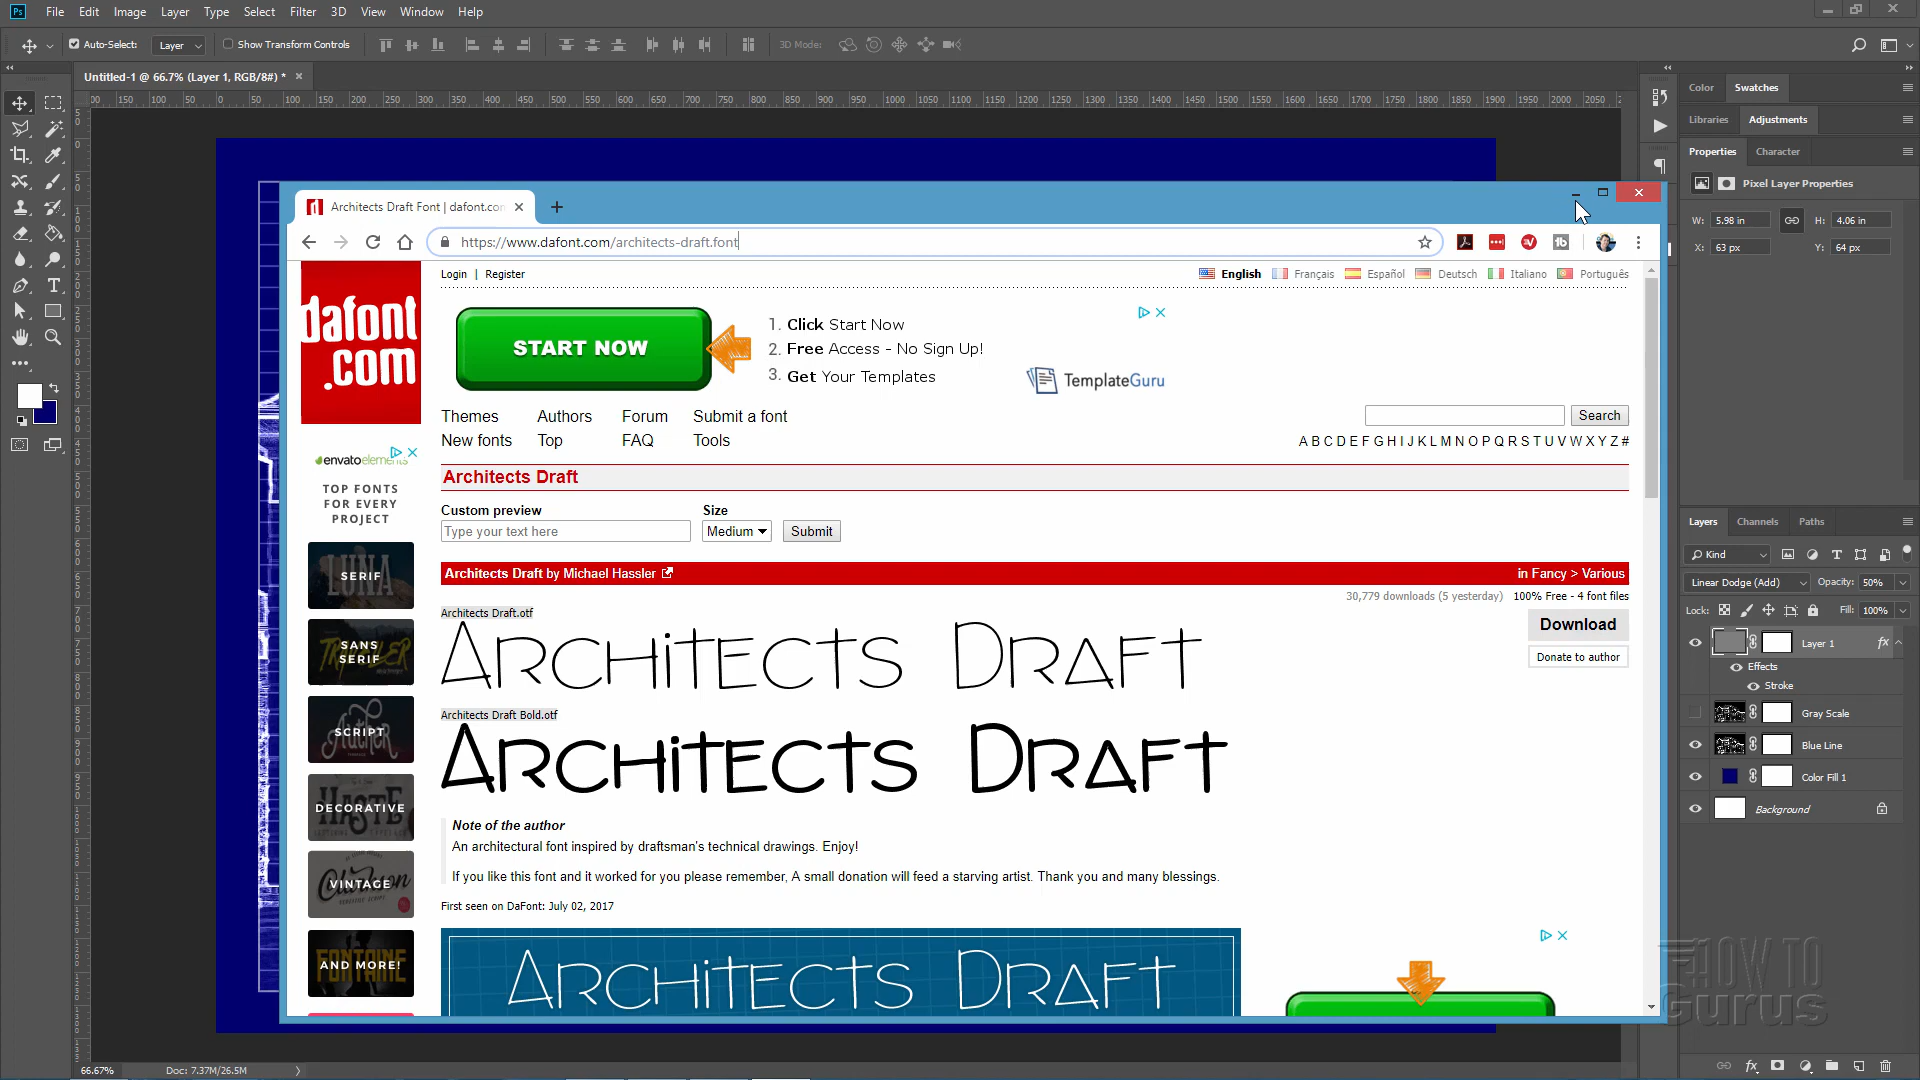 Ps File Edit Image Layer Type Select Filter 3D View Window Help
Auto-Select: Layer Show Transform Controls 3D Mode:
Untitled-1 @ 66.7% (Layer 1, RGB/8#) *
Color Swatches
Libraries Adjustments
Properties Character
Pixel Layer Properties
W: 5.98 in H: 4.06 in
X: 63 px Y: 64 px
Architects Draft Font | dafont.co
https://www.dafont.com/architects-draft.font
Login | Register
English Français Español Deutsch Italiano Português
dafont
.com
START NOW
1. Click Start Now
2. Free Access - No Sign Up!
3. Get Your Templates
TemplateGuru
Themes Authors Forum Submit a font
New fonts Top FAQ Tools
Search
A B C D E F G H I J K L M N O P Q R S T U V W X Y Z #
envatoelements
TOP FONTS
FOR EVERY
PROJECT
SERIF
SANS
SERIF
SCRIPT
DECORATIVE
VINTAGE
AND MORE!
Architects Draft
Custom preview Size
Type your text here Medium Submit
Architects Draft by Michael Hassler in Fancy > Various
30,779 downloads (5 yesterday) 100% Free - 4 font files
Architects Draft.otf
Download
Donate to author
Architects Draft
Architects Draft Bold.otf
Architects Draft
Note of the author
An architectural font inspired by draftsman's technical drawings. Enjoy!
If you like this font and it worked for you please remember, A small donation will feed a starving artist. Thank you and many blessings.
First seen on DaFont: July 02, 2017
Architects Draft
Layers Channels Paths
Kind
Linear Dodge (Add) Opacity: 50%
Lock: Fill: 100%
Layer 1 fx
Effects
Stroke
Gray Scale
Blue Line
Color Fill 1
Background
HOW TO
Gurus
66.67% Doc: 7.37M/26.5M